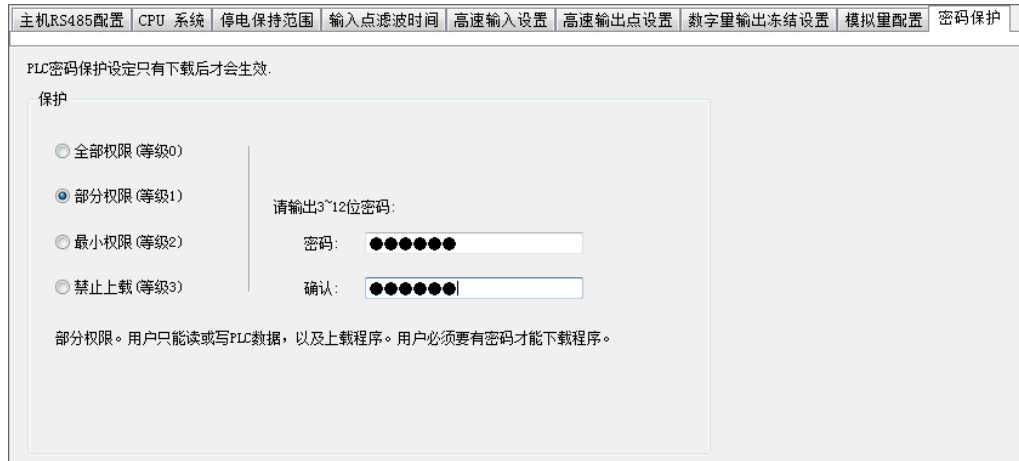 主机RS485配置 CPU 系统 停电保持范围 输入点滤波时间 高速输入设置 高速输出点设置 数字量输出冻结设置 模拟量配置 密码保护
PLC密码保护设定只有下载后才会生效.
保护
全部权限(等级0)
部分权限(等级1)
请输出3~12位密码:
最小权限(等级2)
密码: ●●●●●●
禁止上载(等级3)
确认: ●●●●●●
部分权限。用户只能读或写PLC数据，以及上载程序。用户必须要有密码才能下载程序。